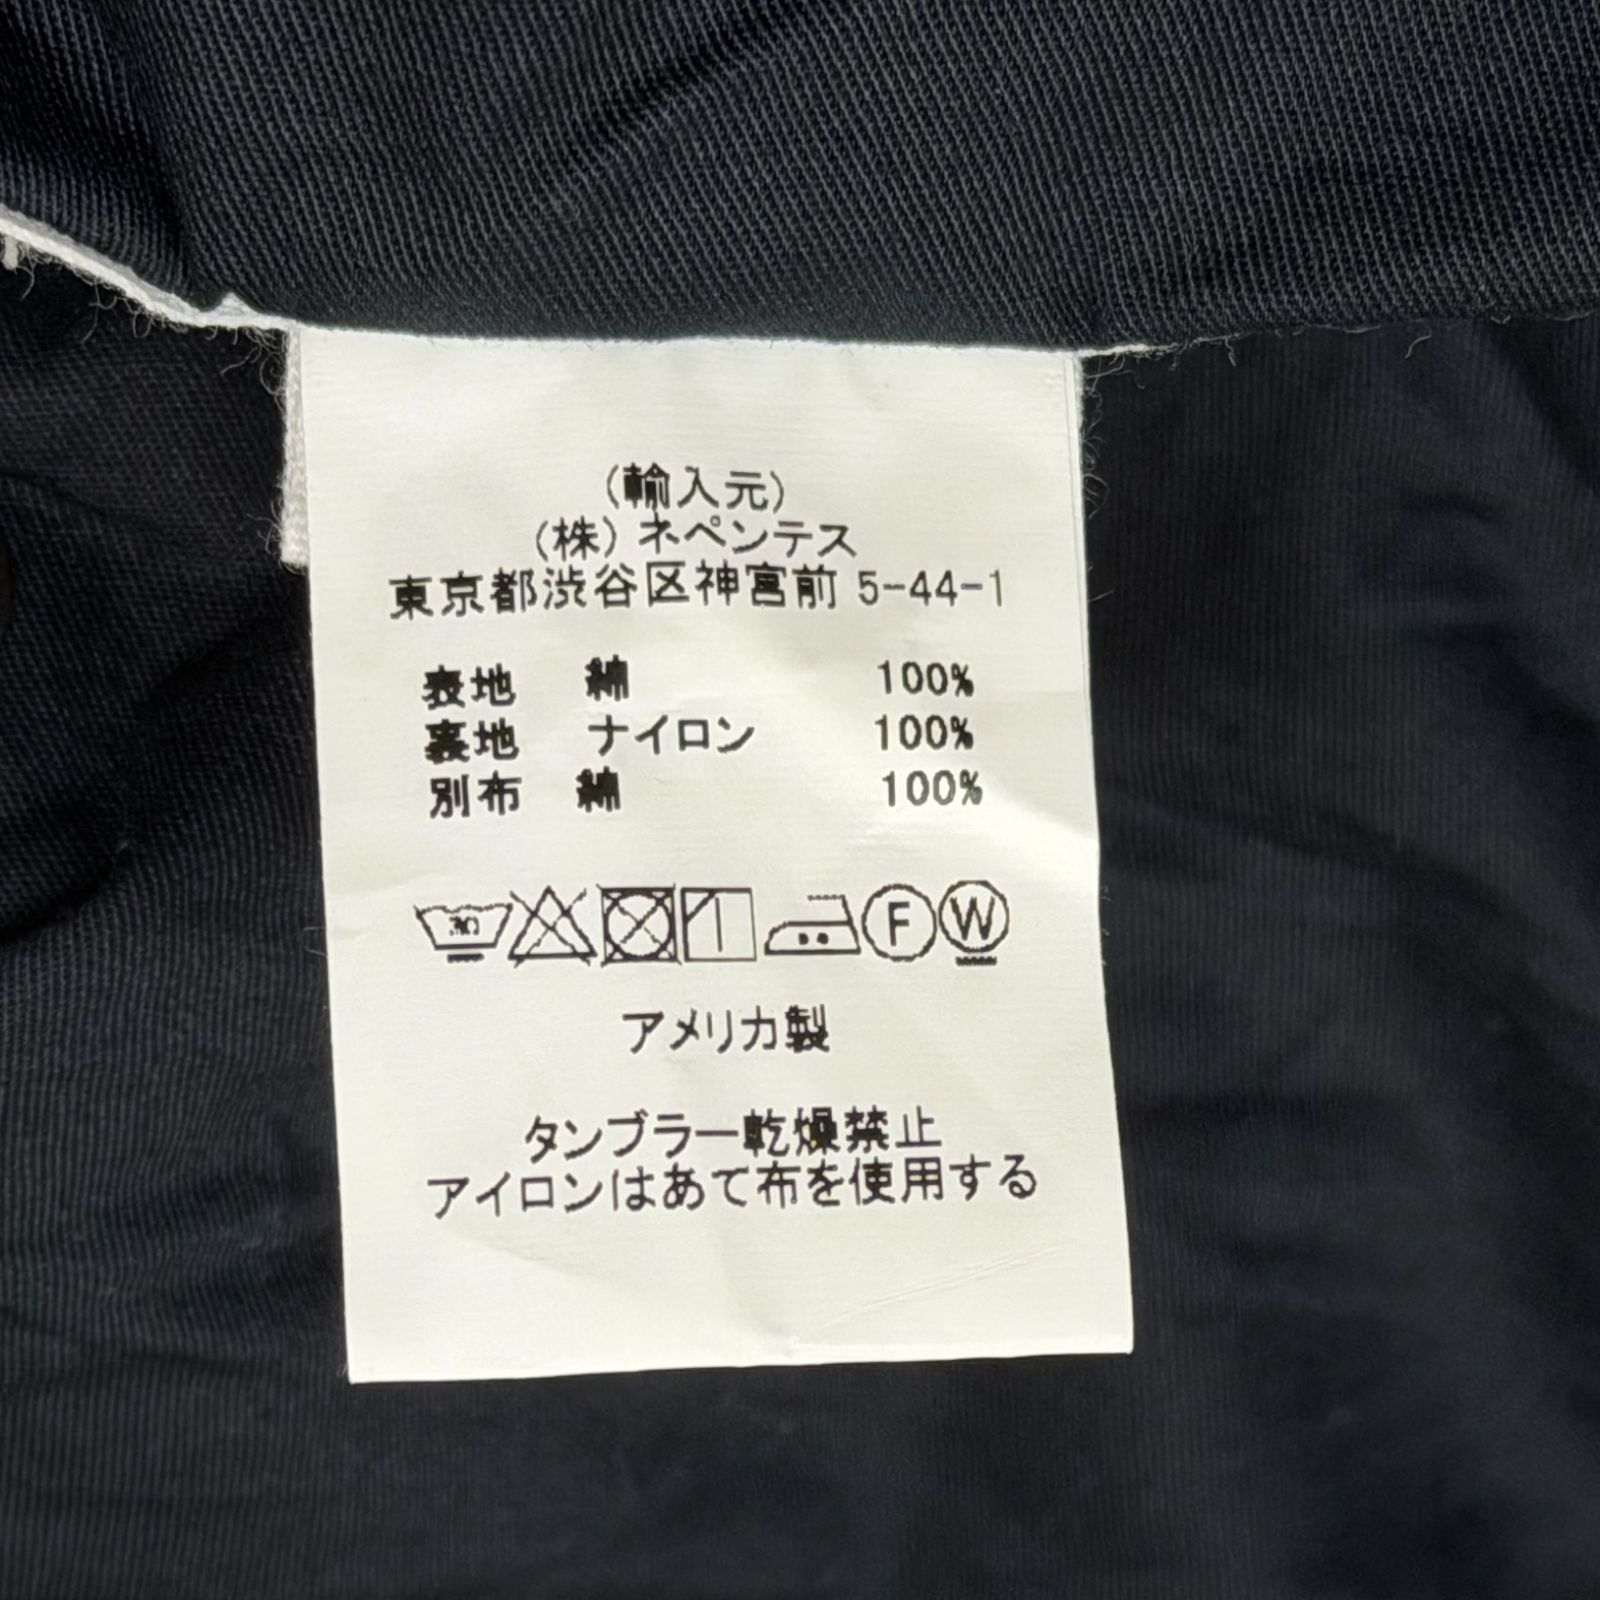 (輸入元)
(株)ネペンテス
東京都渋谷区神宮前 5-44-1
表地 綿 100%
裏地 ナイロン 100%
別布 綿 100%
30 F W
アメリカ製
タンブラー乾燥禁止
アイロンはあて布を使用する